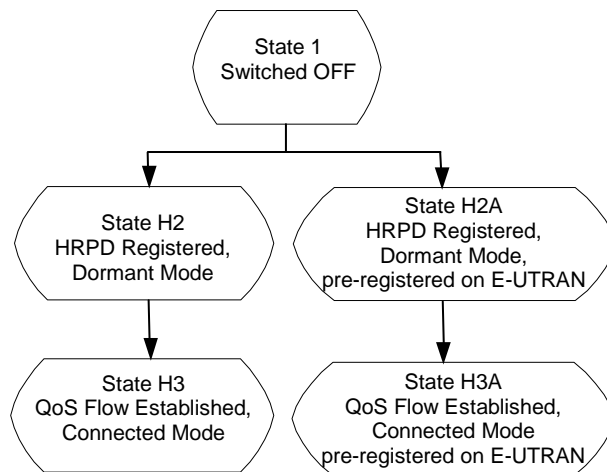 State 1
Switched OFF
State H2
HRPD Registered,
Dormant Mode
State H2A
HRPD Registered,
Dormant Mode,
pre-registered on E-UTRAN
State H3
QoS Flow Established,
Connected Mode
State H3A
QoS Flow Established,
Connected Mode
pre-registered on E-UTRAN